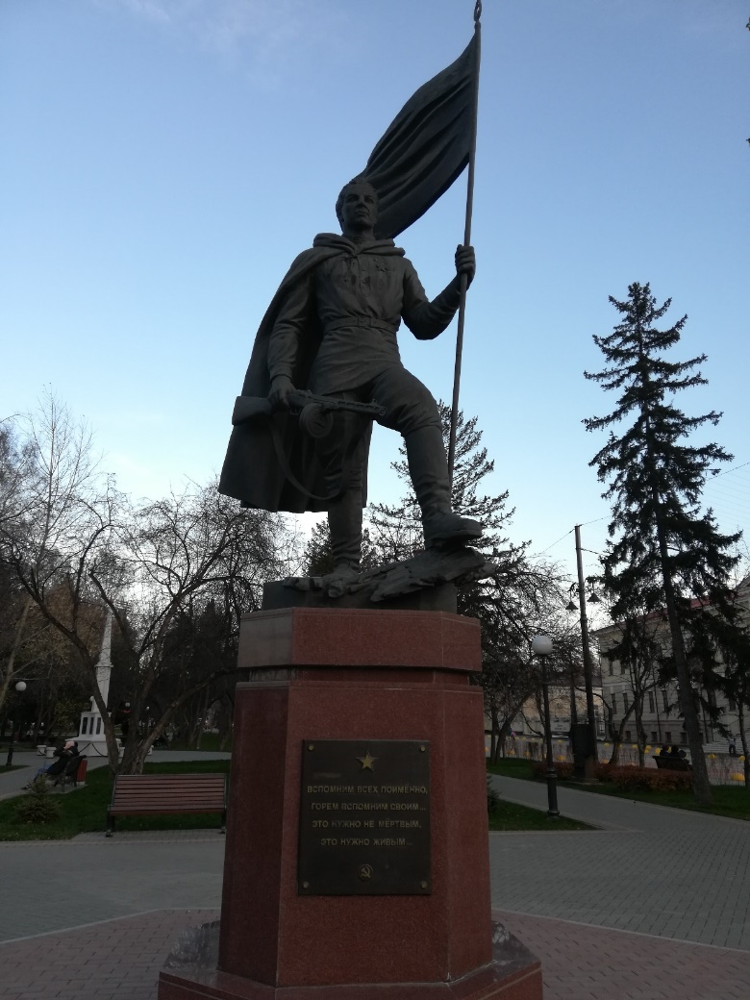 ВСПОМНИМ ВСЕХ ПОИМЁННО,
ГОРЕМ ВСПОМНИМ СВОИМ...
ЭТО НУЖНО НЕ МЁРТВЫМ,
ЭТО НУЖНО ЖИВЫМ...